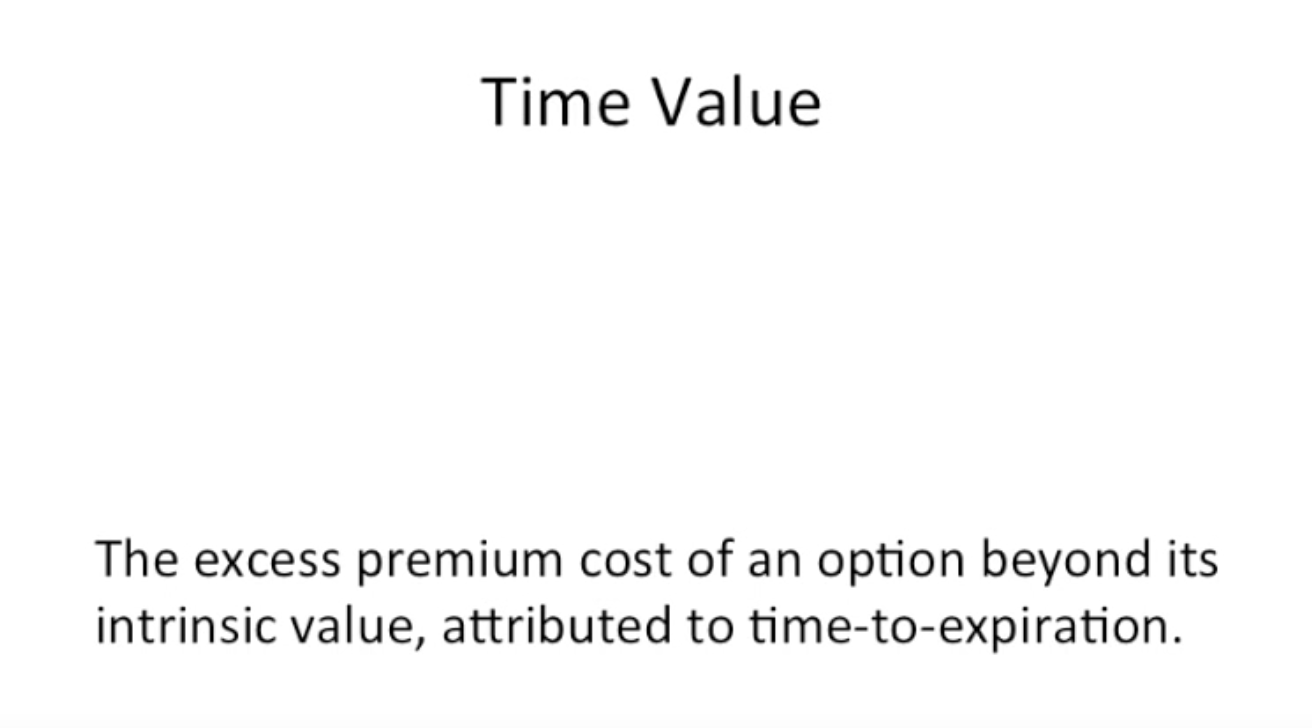 Time Value
The excess premium cost of an option beyond its
intrinsic value, attributed to time-to-expiration.